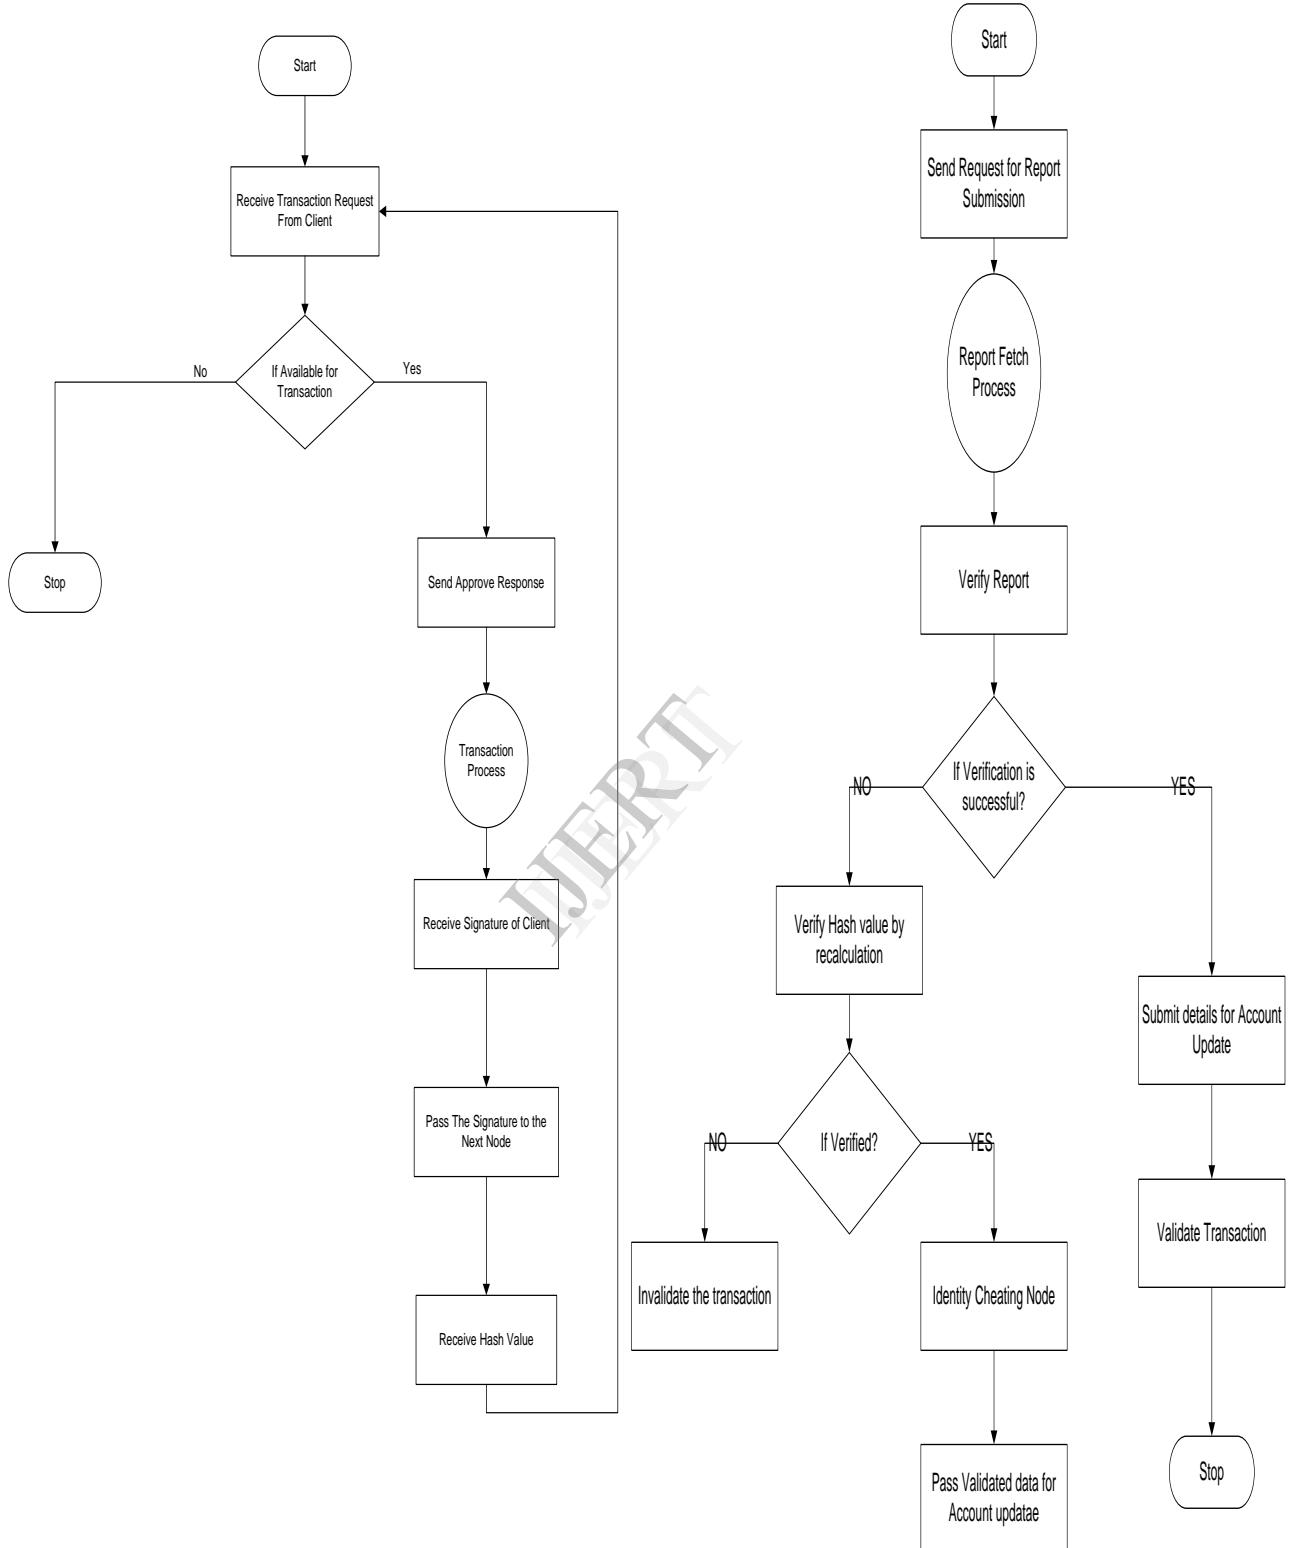 Start
Receive Transaction Request
From Client
No
If Available for
Transaction
Yes
Stop
Send Approve Response
Transaction
Process
Receive Signature of Client
Pass The Signature to the
Next Node
Receive Hash Value
IJERT
Start
Send Request for Report
Submission
Report Fetch
Process
Verify Report
If Verification is
successful?
NO
YES
Verify Hash value by
recalculation
Submit details for Account
Update
If Verified?
NO
YES
Validate Transaction
Invalidate the transaction
Identity Cheating Node
Pass Validated data for
Account updatae
Stop